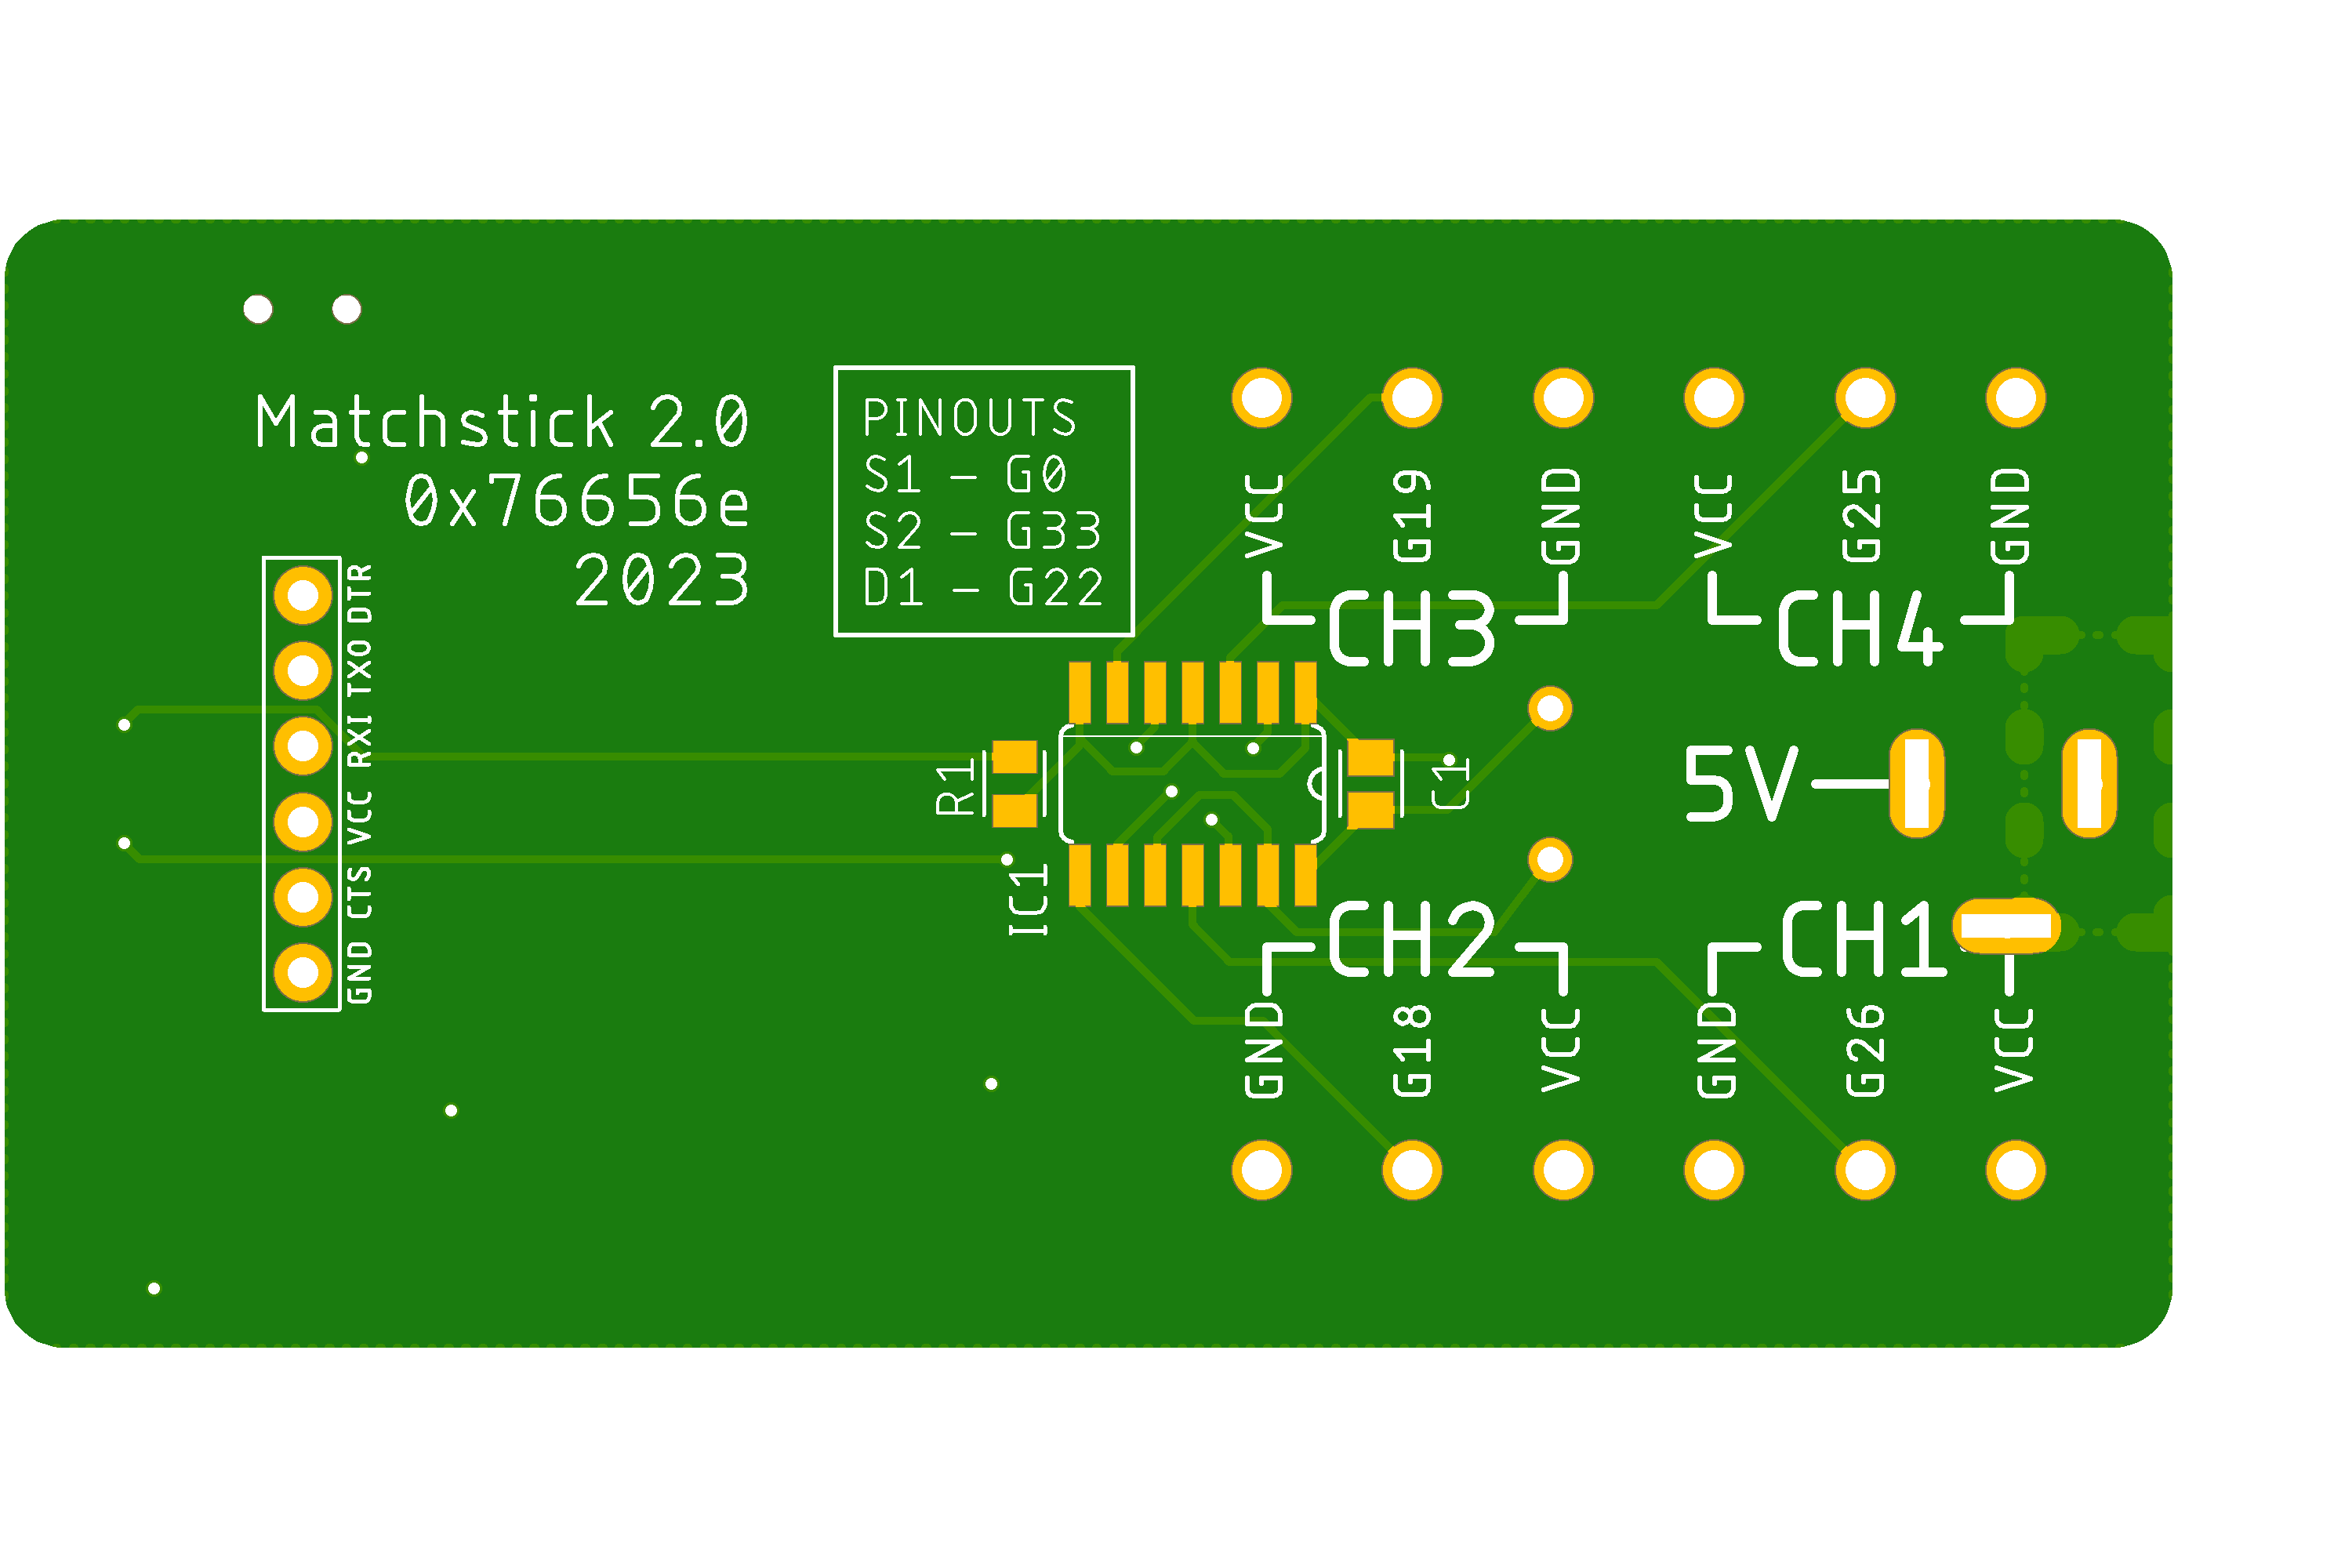 Matchstick 2.0
0x76656e
2023
PINOUTS
S1 - G0
S2 - G33
D1 - G22
VCC
G19
GND
VCC
G25
GND
CH3
CH4
DTR
TXO
RXI
VCC
CTS
GND
R1
C1
5V
IC1
CH2
CH1
GND
G18
VCC
GND
G26
VCC